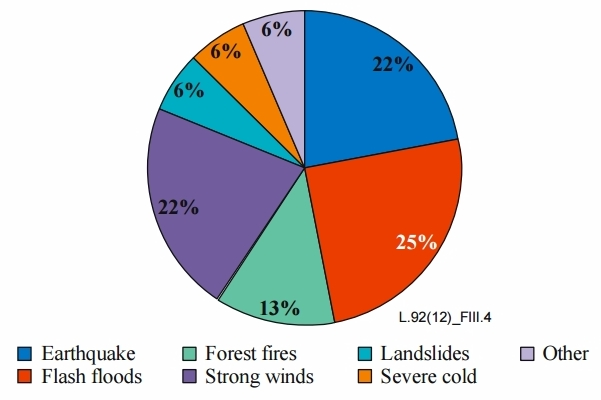 6%
22%
6%
6%
22%
25%
13%
L.92(12)_FIII.4
Earthquake
Forest fires
Landslides
Other
Flash floods
Strong winds
Severe cold